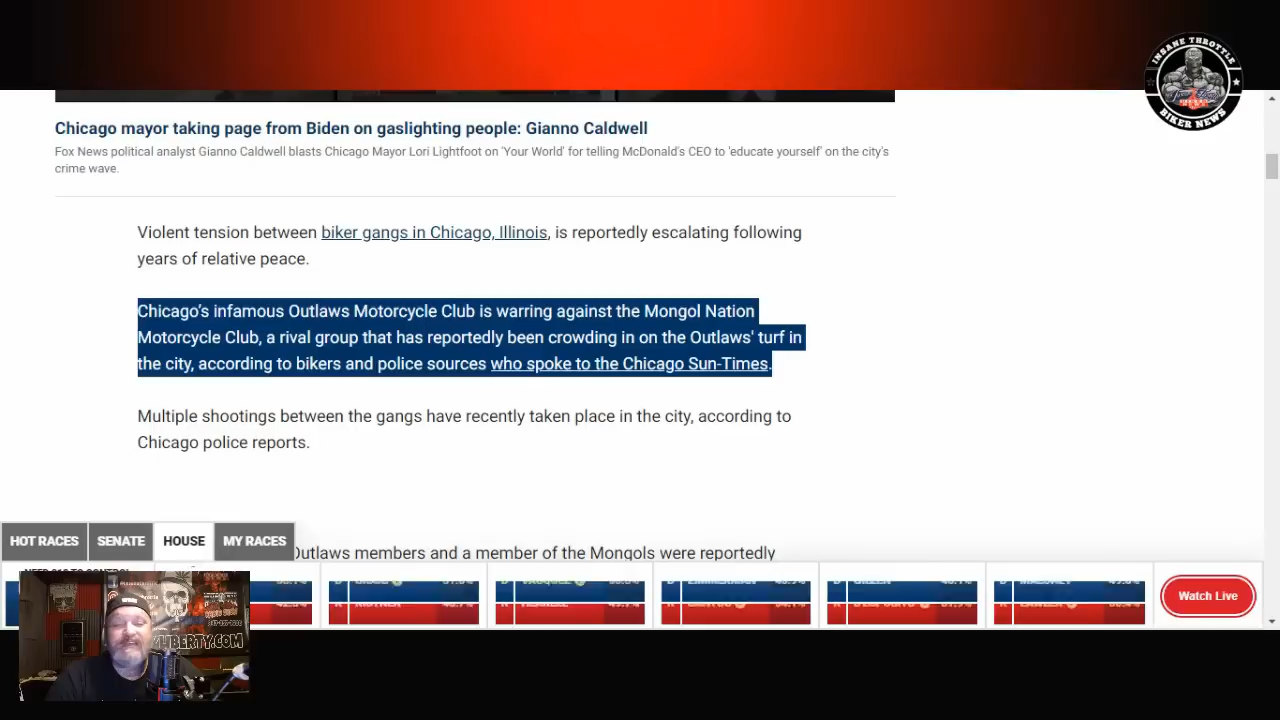 INSANE THROTTLE
BIKER NEWS
Chicago mayor taking page from Biden on gaslighting people: Gianno Caldwell
Fox News political analyst Gianno Caldwell blasts Chicago Mayor Lori Lightfoot on 'Your World' for telling McDonald's CEO to 'educate yourself' on the city's
crime wave.
Violent tension between biker gangs in Chicago, Illinois, is reportedly escalating following
years of relative peace.
Chicago's infamous Outlaws Motorcycle Club is warring against the Mongol Nation
Motorcycle Club, a rival group that has reportedly been crowding in on the Outlaws' turf in
the city, according to bikers and police sources who spoke to the Chicago Sun-Times.
Multiple shootings between the gangs have recently taken place in the city, according to
Chicago police reports.
Outlaws members and a member of the Mongols were reportedly
HOT RACES
SENATE
HOUSE
MY RACES
Watch Live
LIBERTY.COM